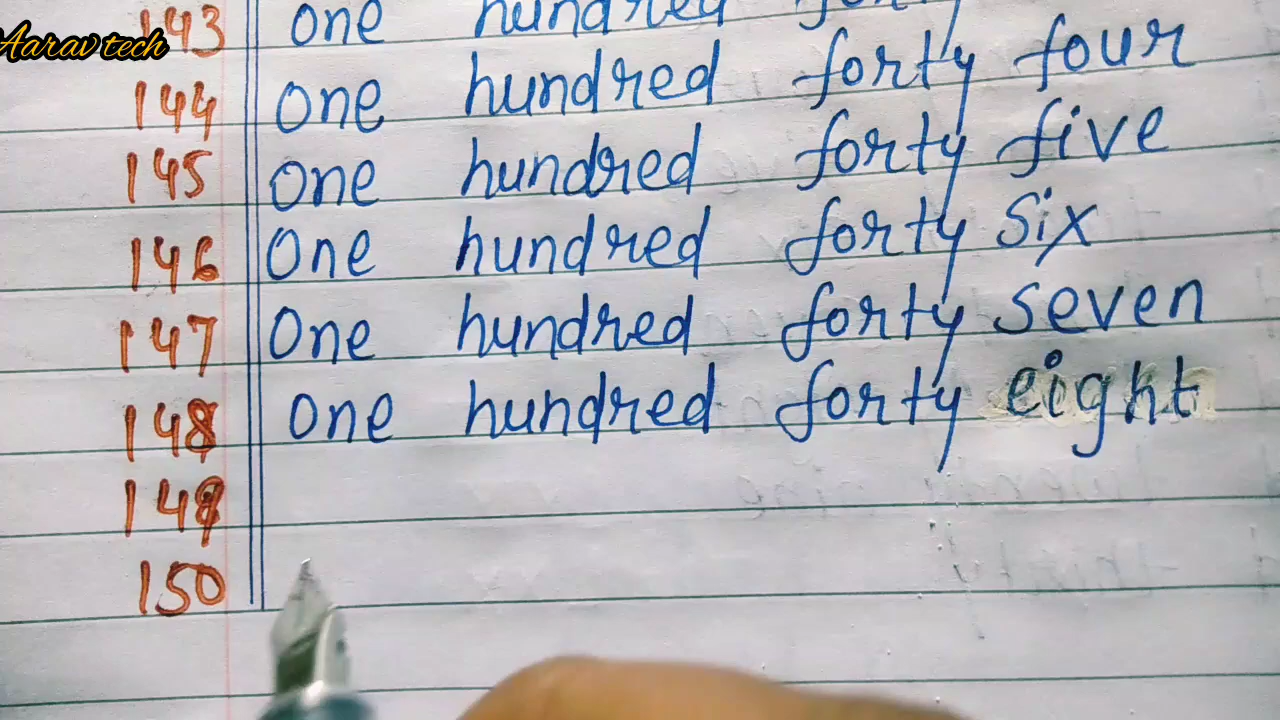 Aarav tech
143 One hundred
144 One hundred forty four
145 One hundred forty five
146 One hundred forty six
147 One hundred forty seven
148 One hundred forty eight
149
150